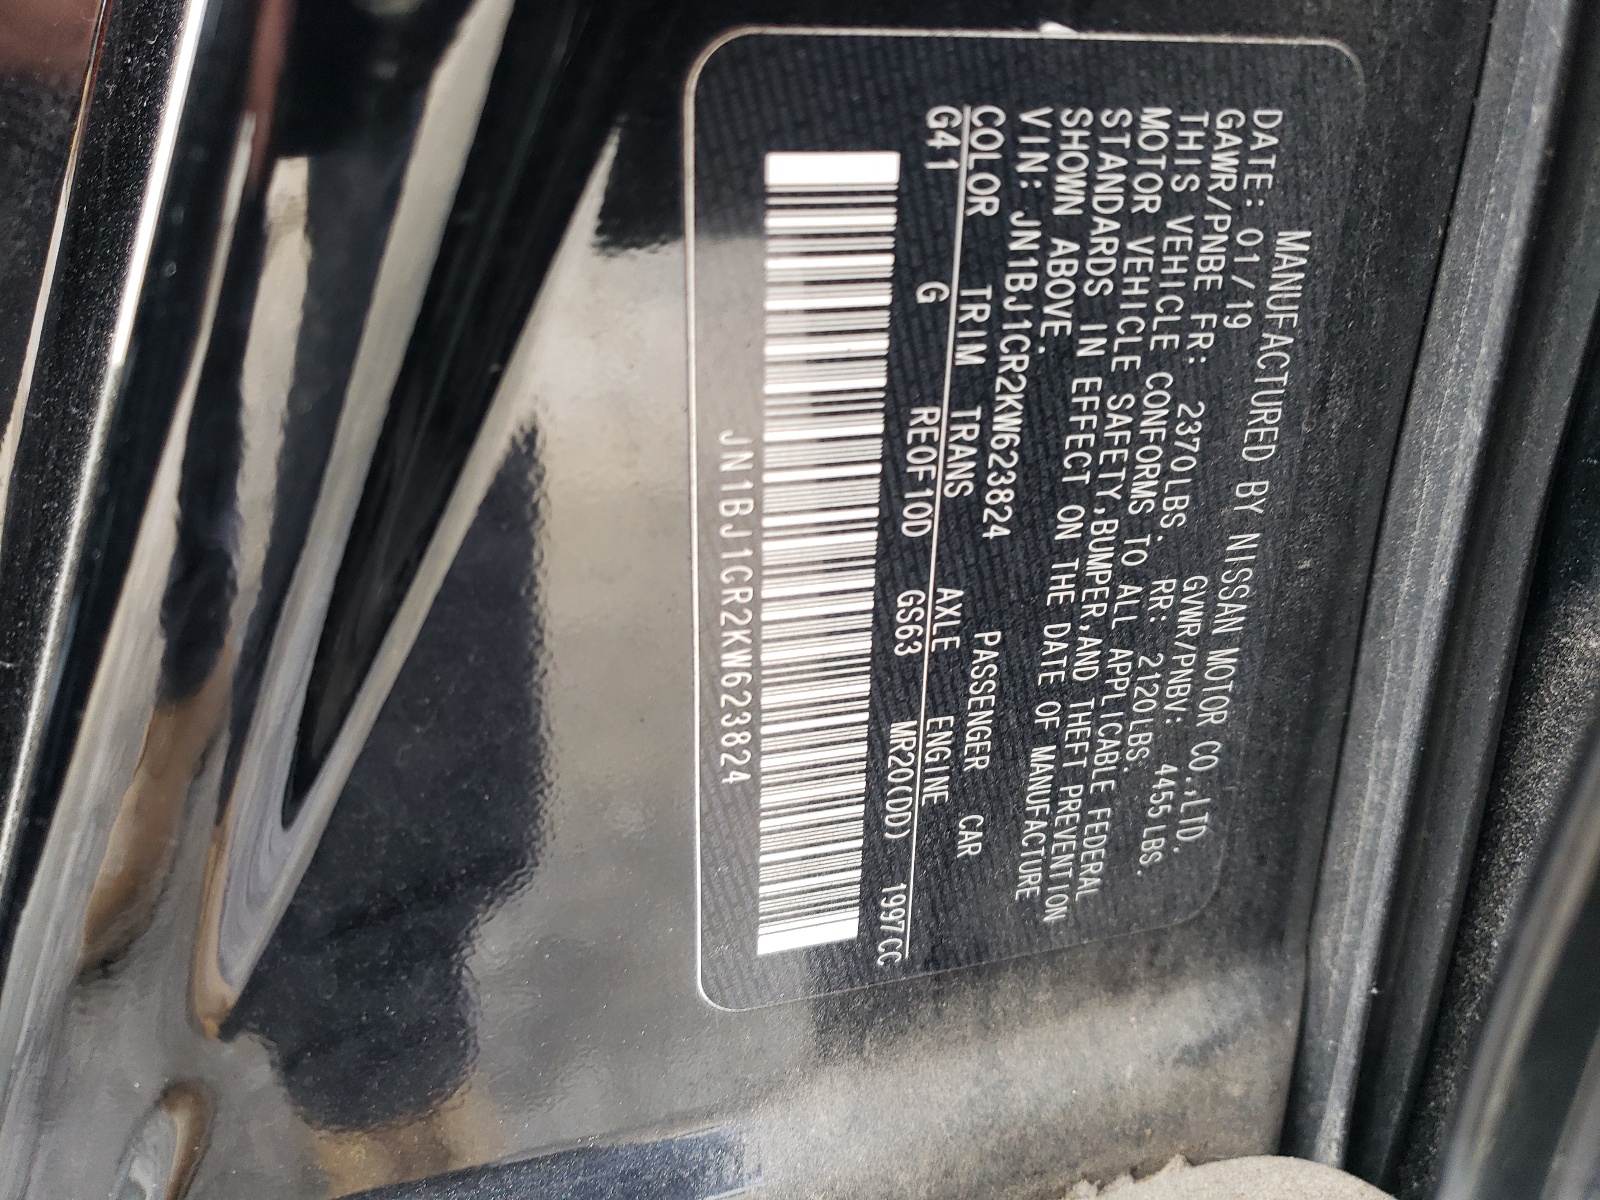 MANUFACTURED BY NISSAN MOTOR CO.,LTD.
DATE: 01/19 GVWR/PNBV: 4455 LBS.
GAWR/PNBE FR: 2370 LBS. RR: 2120 LBS.
THIS VEHICLE CONFORMS TO ALL APPLICABLE FEDERAL
MOTOR VEHICLE SAFETY,BUMPER,AND THEFT PREVENTION
STANDARDS IN EFFECT ON THE DATE OF MANUFACTURE
SHOWN ABOVE.
VIN: JN1BJ1CR2KW623824 PASSENGER CAR
COLOR TRIM TRANS AXLE ENGINE
G41 G RE0F10D GS63 MR20(DD) 1997CC
JN1BJ1CR2KW623824